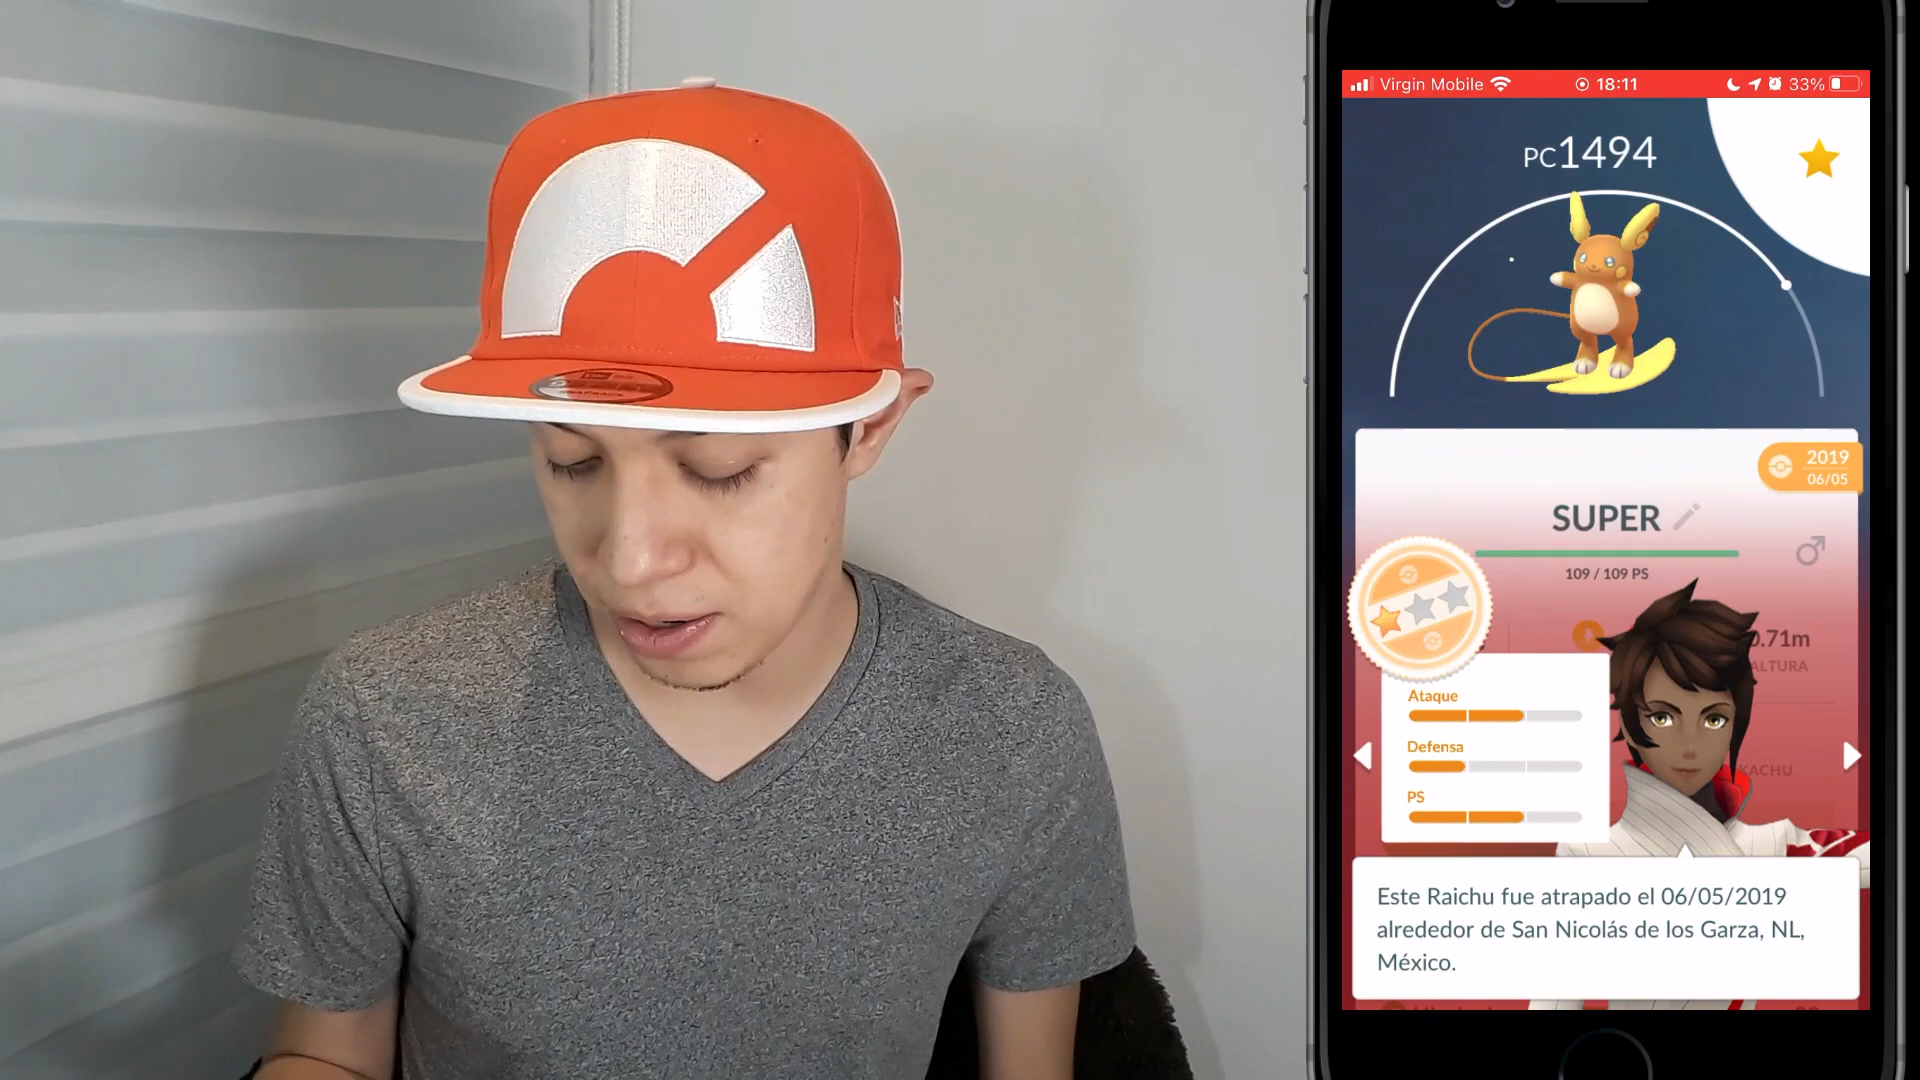 Virgin Mobile 18:11 33%
PC1494
2019
06/05
SUPER
109 / 109 PS
0.71m
ALTURA
Ataque
Defensa
PS
Este Raichu fue atrapado el 06/05/2019
alrededor de San Nicolás de los Garza, NL,
México.